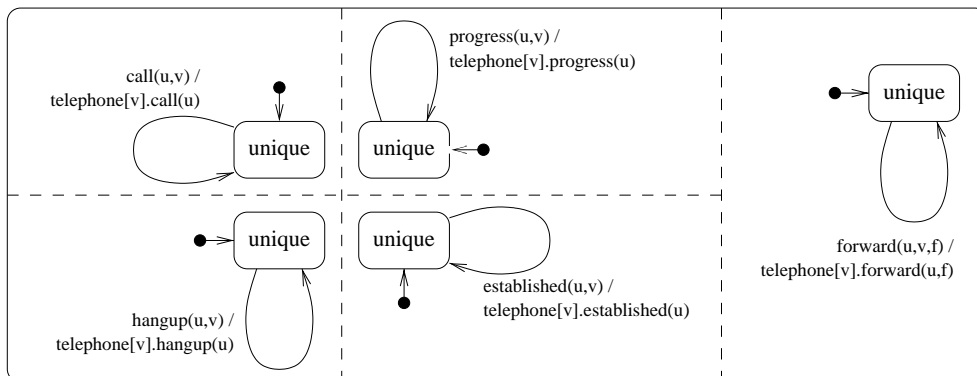 call(u,v) /
telephone[v].call(u)
unique
progress(u,v) /
telephone[v].progress(u)
unique
unique
forward(u,v,f) /
telephone[v].forward(u,f)
unique
hangup(u,v) /
telephone[v].hangup(u)
unique
established(u,v) /
telephone[v].established(u)